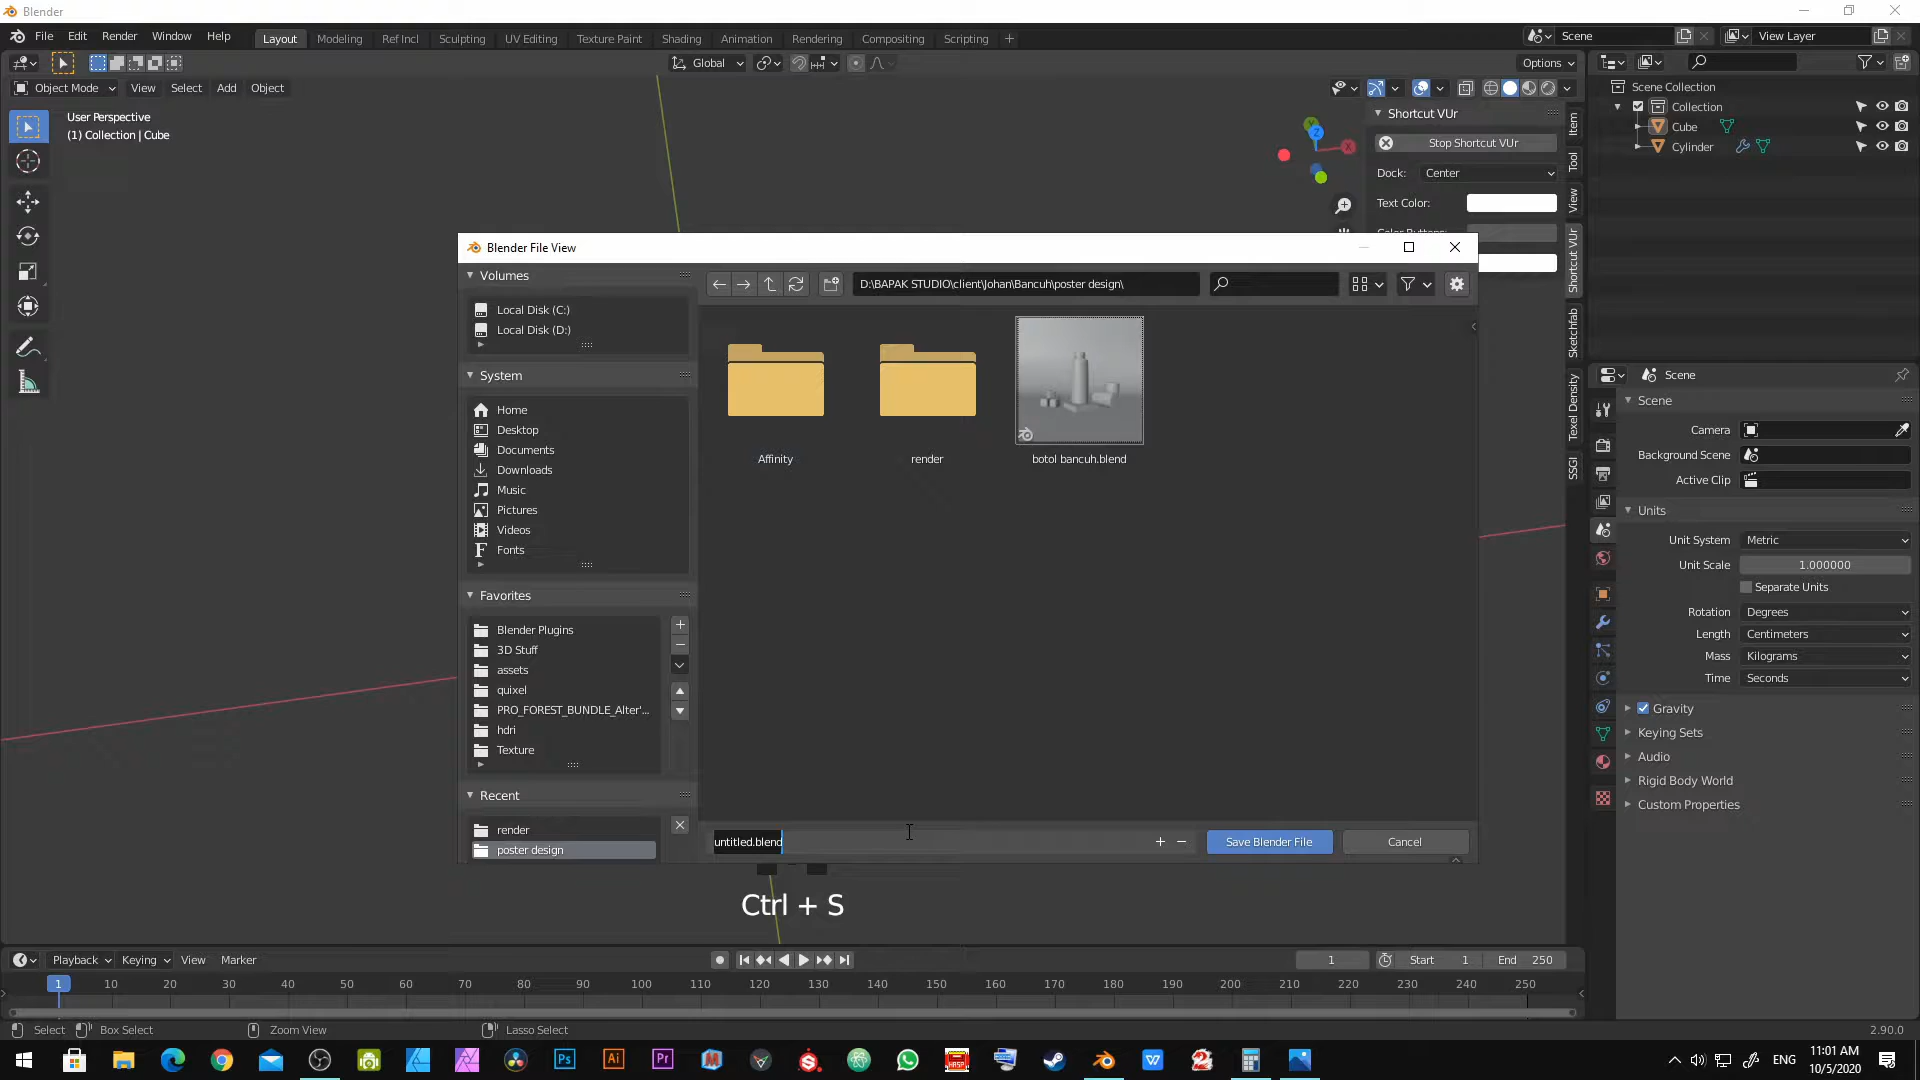 Blender
File Edit Render Window Help
Layout Modeling Ref Incl Sculpting UV Editing Texture Paint Shading Animation Rendering Compositing Scripting
Scene
View Layer
Global
Options
Object Mode View Select Add Object
User Perspective
(1) Collection | Cube
Y
Z
X
Shortcut VUr
Stop Shortcut VUr
Dock: Center
Text Color:
Item
Tool
View
Shortcut VUr
Sketchfab
Texel Density
SSGI
Scene Collection
Collection
Cube
Cylinder
Blender File View
Volumes
Local Disk (C:)
Local Disk (D:)
System
Home
Desktop
Documents
Downloads
Music
Pictures
Videos
Fonts
Favorites
Blender Plugins
3D Stuff
assets
quixel
PRO_FOREST_BUNDLE_Alter'...
hdri
Texture
Recent
render
poster design
D:\BAPAK STUDIO\client\Johan\Bancuh\poster design\
Affinity
render
botol bancuh.blend
untitled.blend
Save Blender File
Cancel
Ctrl + S
Scene
Scene
Camera
Background Scene
Active Clip
Units
Unit System Metric
Unit Scale 1.000000
Separate Units
Rotation Degrees
Length Centimeters
Mass Kilograms
Time Seconds
Gravity
Keying Sets
Audio
Rigid Body World
Custom Properties
Playback Keying View Marker
1
Start 1 End 250
1 10 20 30 40 50 60 70 80 90 100 110 120 130 140 150 160 170 180 190 200 210 220 230 240 250
Select Box Select Zoom View Lasso Select
2.90.0
Ps Ai Pr
ENG
11:01 AM
10/5/2020